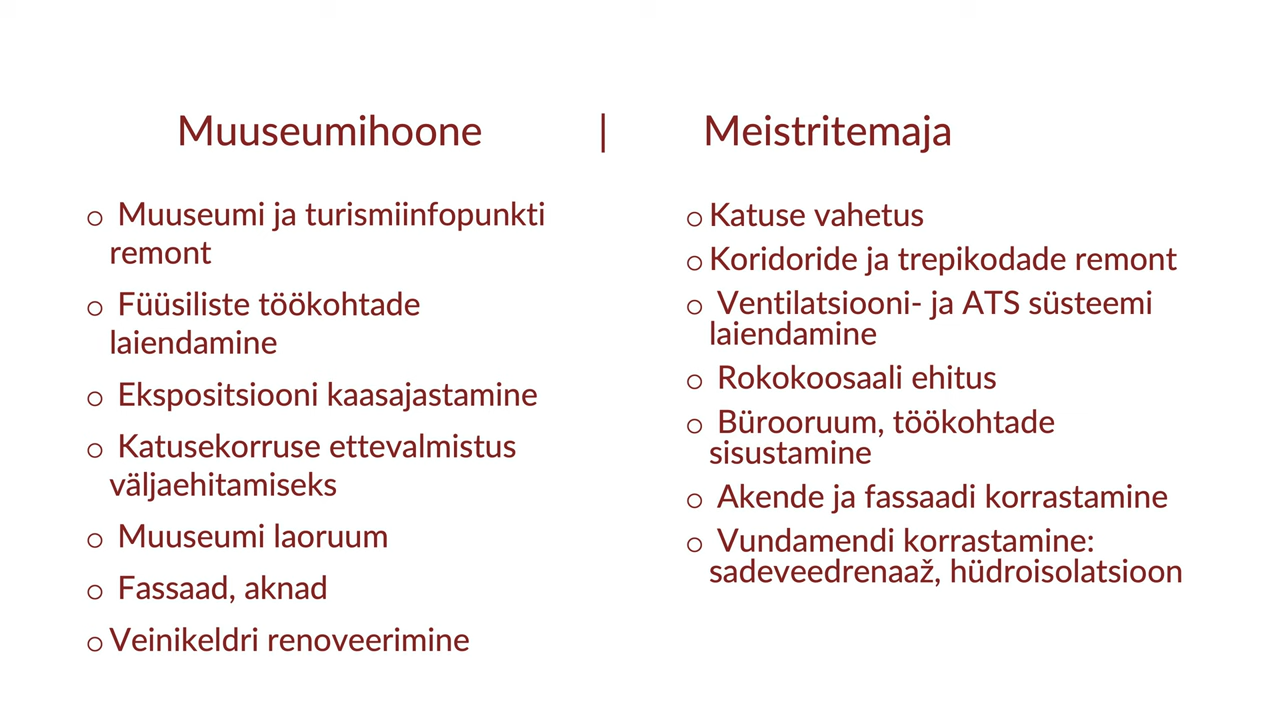 Muuseumihoone | Meistritemaja
○ Muuseumi ja turismiinfopunkti
remont
○ Füüsiliste töökohtade
laiendamine
○ Ekspositsiooni kaasajastamine
○ Katusekorruse ettevalmistus
väljaehitamiseks
○ Muuseumi laoruum
○ Fassaad, aknad
○ Veinikeldri renoveerimine
○ Katuse vahetus
○ Koridoride ja trepikodade remont
○ Ventilatsiooni- ja ATS süsteemi
laiendamine
○ Rokokoosaali ehitus
○ Bürooruum, töökohtade
sisustamine
○ Akende ja fassaadi korrastamine
○ Vundamendi korrastamine:
sadeveedrenaaž, hüdroisolatsioon